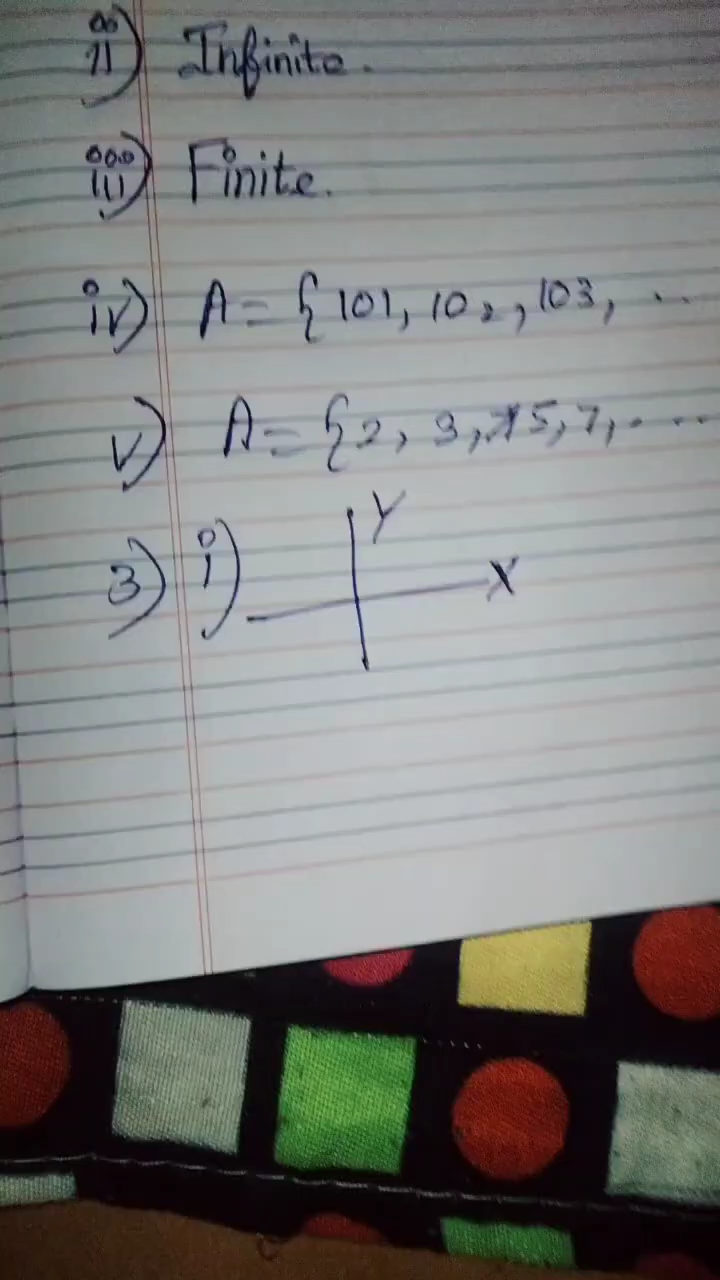 ii) Infinite.
iii) Finite.
iv) A = {101, 102, 103, ..
v) A = {2, 3, 5, 7, ....
3) i) Y
X